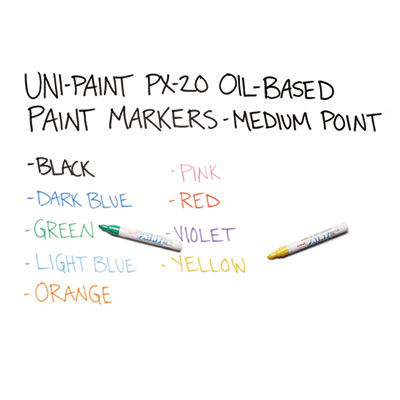 UNI-PAINT PX-20 OIL-BASED
PAINT MARKERS - MEDIUM POINT
- BLACK
- DARK BLUE
- GREEN
- LIGHT BLUE
- ORANGE
- PINK
- RED
- VIOLET
- YELLOW